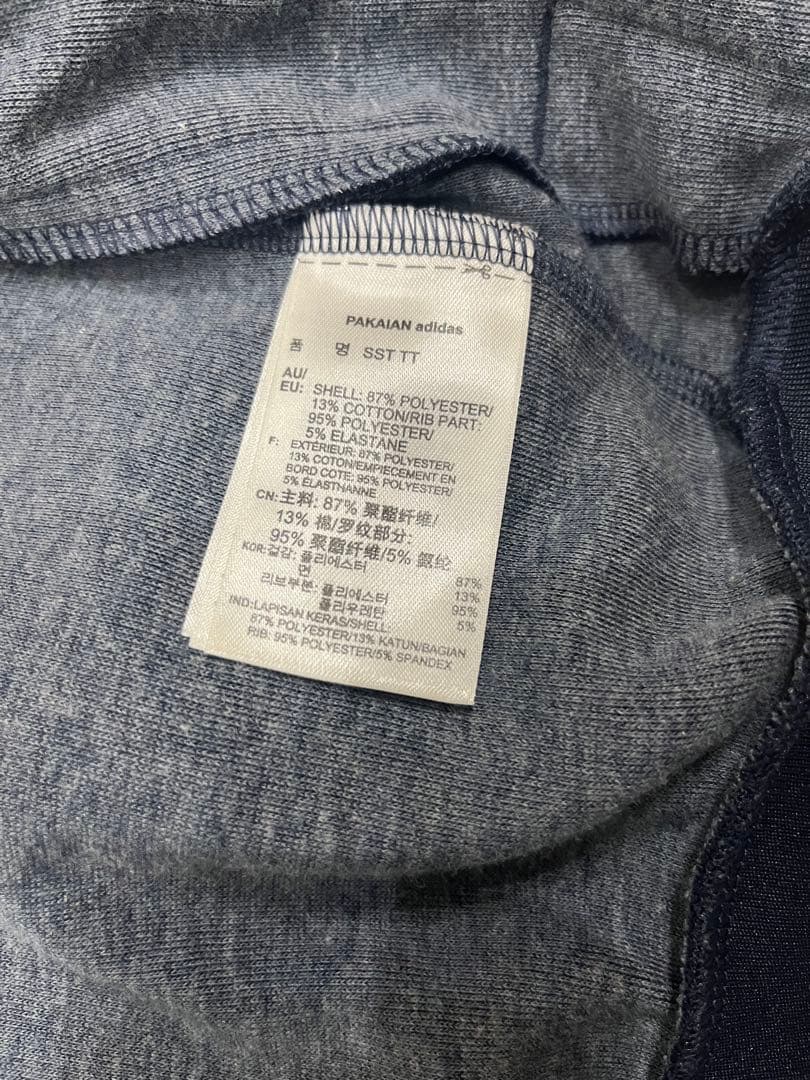 PAKAIAN adidas
품 명 SST TT
AU/
EU: SHELL: 87% POLYESTER/
13% COTTON/RIB PART:
95% POLYESTER/
5% ELASTANE
F: EXTÉRIEUR: 87% POLYESTER/
13% COTON/EMPIECEMENT EN
BORD COTE: 95% POLYESTER/
5% ÉLASTHANNE
CN: 主料: 87% 聚酯纤维/
13% 棉/罗纹部分:
95% 聚酯纤维/5% 氨纶
KOR: 겉감: 폴리에스터 87%
면 13%
리브부분: 폴리에스터 95%
폴리우레탄 5%
IND:LAPISAN KERAS/SHELL:
87% POLYESTER/13% KATUN/BAGIAN
RIB: 95% POLYESTER/5% SPANDEX